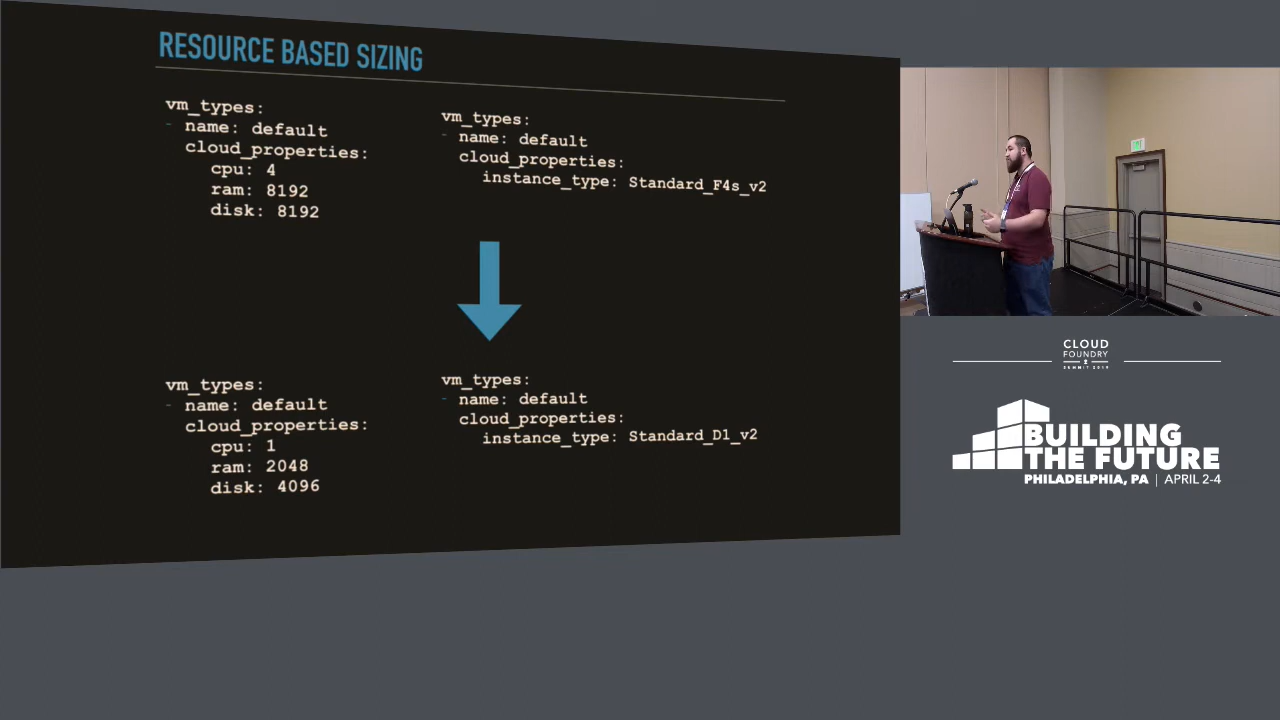 RESOURCE BASED SIZING
vm_types:
- name: default
cloud_properties:
cpu: 4
ram: 8192
disk: 8192
vm_types:
- name: default
cloud_properties:
instance_type: Standard_F4s_v2
vm_types:
- name: default
cloud_properties:
cpu: 1
ram: 2048
disk: 4096
vm_types:
- name: default
cloud_properties:
instance_type: Standard_D1_v2
CLOUD
FOUNDRY
SUMMIT 2019
BUILDING
THE FUTURE
PHILADELPHIA, PA | APRIL 2-4